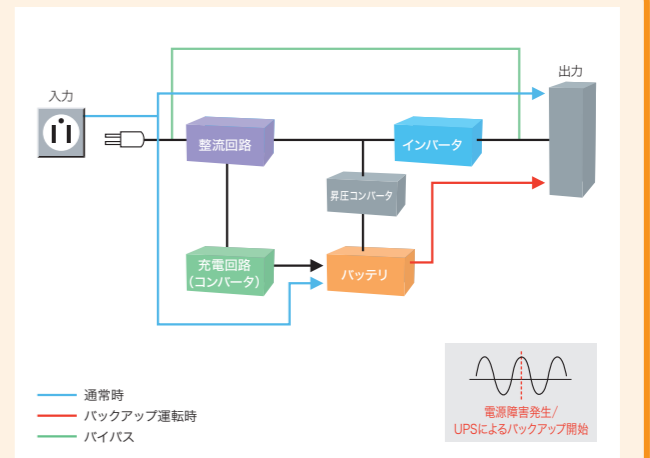 入力
出力
整流回路
インバータ
昇圧コンバータ
充電回路
(コンバータ)
バッテリ
通常時
バックアップ運転時
バイパス
電源障害発生/
UPSによるバックアップ開始